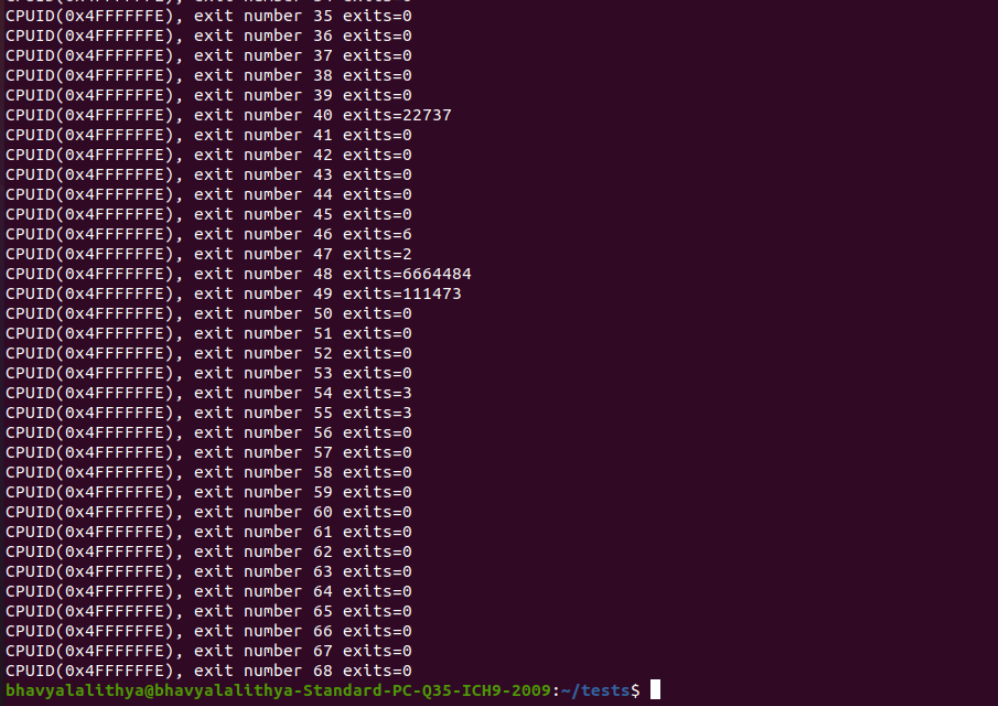 CPUID(0x4FFFFFFE), exit number 34 exits=0
CPUID(0x4FFFFFFE), exit number 35 exits=0
CPUID(0x4FFFFFFE), exit number 36 exits=0
CPUID(0x4FFFFFFE), exit number 37 exits=0
CPUID(0x4FFFFFFE), exit number 38 exits=0
CPUID(0x4FFFFFFE), exit number 39 exits=0
CPUID(0x4FFFFFFE), exit number 40 exits=22737
CPUID(0x4FFFFFFE), exit number 41 exits=0
CPUID(0x4FFFFFFE), exit number 42 exits=0
CPUID(0x4FFFFFFE), exit number 43 exits=0
CPUID(0x4FFFFFFE), exit number 44 exits=0
CPUID(0x4FFFFFFE), exit number 45 exits=0
CPUID(0x4FFFFFFE), exit number 46 exits=6
CPUID(0x4FFFFFFE), exit number 47 exits=2
CPUID(0x4FFFFFFE), exit number 48 exits=6664484
CPUID(0x4FFFFFFE), exit number 49 exits=111473
CPUID(0x4FFFFFFE), exit number 50 exits=0
CPUID(0x4FFFFFFE), exit number 51 exits=0
CPUID(0x4FFFFFFE), exit number 52 exits=0
CPUID(0x4FFFFFFE), exit number 53 exits=0
CPUID(0x4FFFFFFE), exit number 54 exits=3
CPUID(0x4FFFFFFE), exit number 55 exits=3
CPUID(0x4FFFFFFE), exit number 56 exits=0
CPUID(0x4FFFFFFE), exit number 57 exits=0
CPUID(0x4FFFFFFE), exit number 58 exits=0
CPUID(0x4FFFFFFE), exit number 59 exits=0
CPUID(0x4FFFFFFE), exit number 60 exits=0
CPUID(0x4FFFFFFE), exit number 61 exits=0
CPUID(0x4FFFFFFE), exit number 62 exits=0
CPUID(0x4FFFFFFE), exit number 63 exits=0
CPUID(0x4FFFFFFE), exit number 64 exits=0
CPUID(0x4FFFFFFE), exit number 65 exits=0
CPUID(0x4FFFFFFE), exit number 66 exits=0
CPUID(0x4FFFFFFE), exit number 67 exits=0
CPUID(0x4FFFFFFE), exit number 68 exits=0
bhavyalalithya@bhavyalalithya-Standard-PC-Q35-ICH9-2009:~/tests$